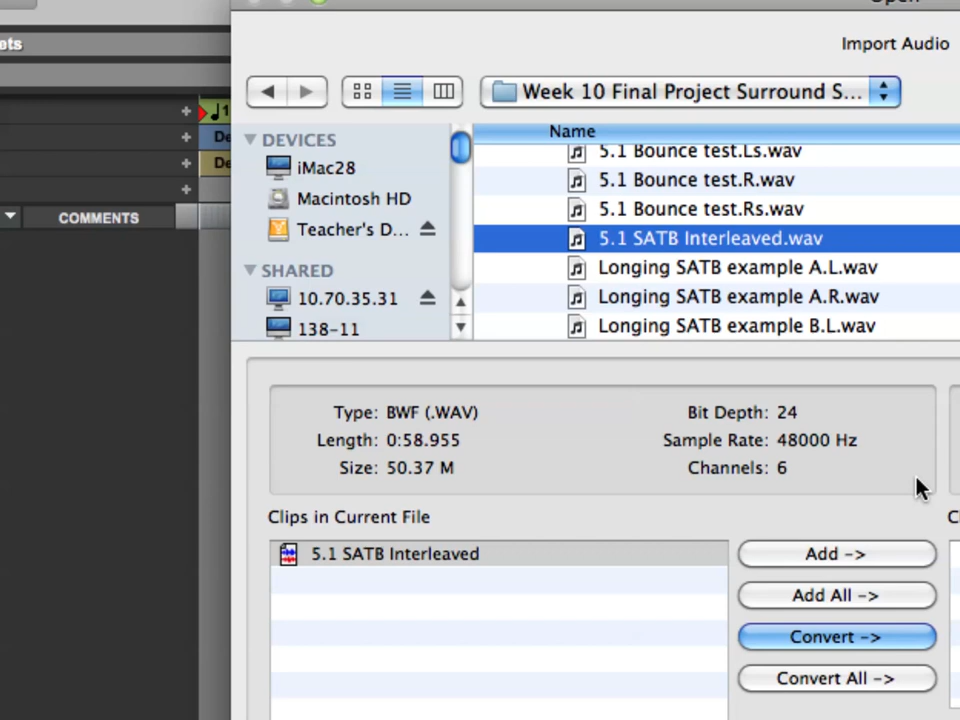 Import Audio
ets
Week 10 Final Project Surround S...
Name
DEVICES
iMac28
Macintosh HD
Teacher's D...
SHARED
10.70.35.31
138-11
5.1 Bounce test.Ls.wav
5.1 Bounce test.R.wav
5.1 Bounce test.Rs.wav
5.1 SATB Interleaved.wav
Longing SATB example A.L.wav
Longing SATB example A.R.wav
Longing SATB example B.L.wav
1
De
De
COMMENTS
Type: BWF (.WAV)
Length: 0:58.955
Size: 50.37 M
Bit Depth: 24
Sample Rate: 48000 Hz
Channels: 6
Clips in Current File
5.1 SATB Interleaved
Add ->
Add All ->
Convert ->
Convert All ->